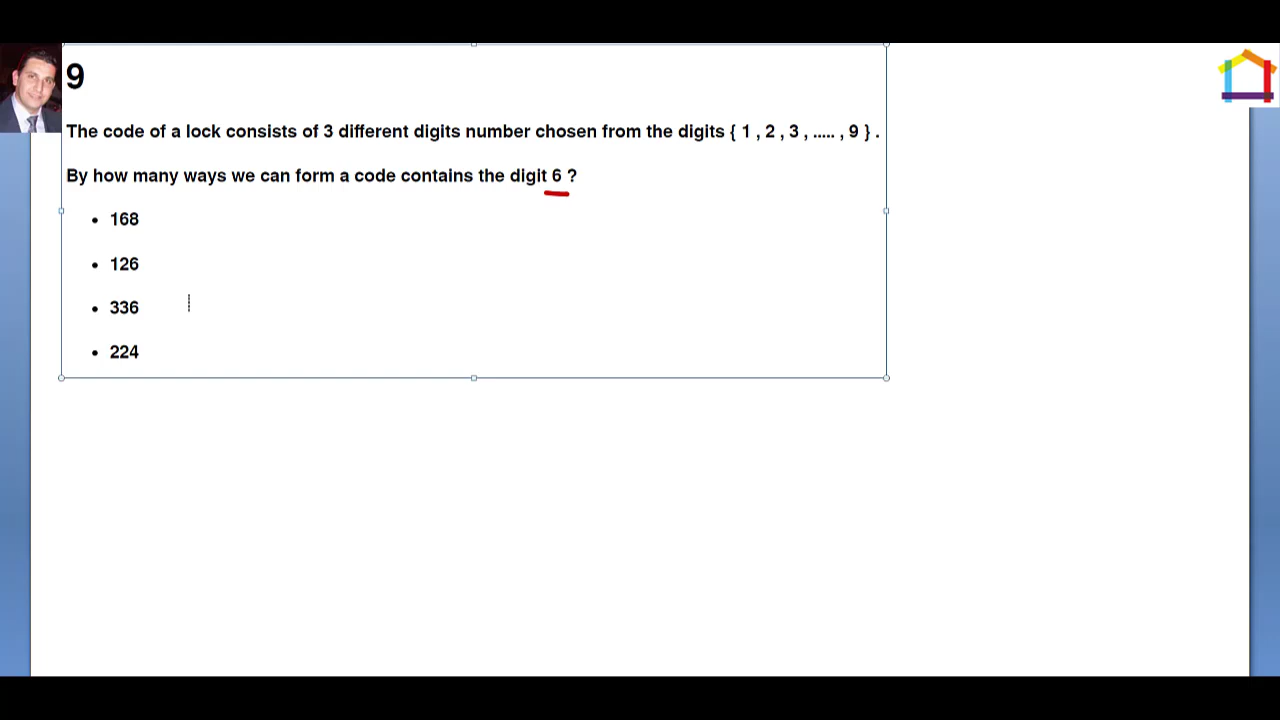 9
The code of a lock consists of 3 different digits number chosen from the digits { 1 , 2 , 3 , ..... , 9 } .
By how many ways we can form a code contains the digit 6 ?
• 168
• 126
• 336
• 224